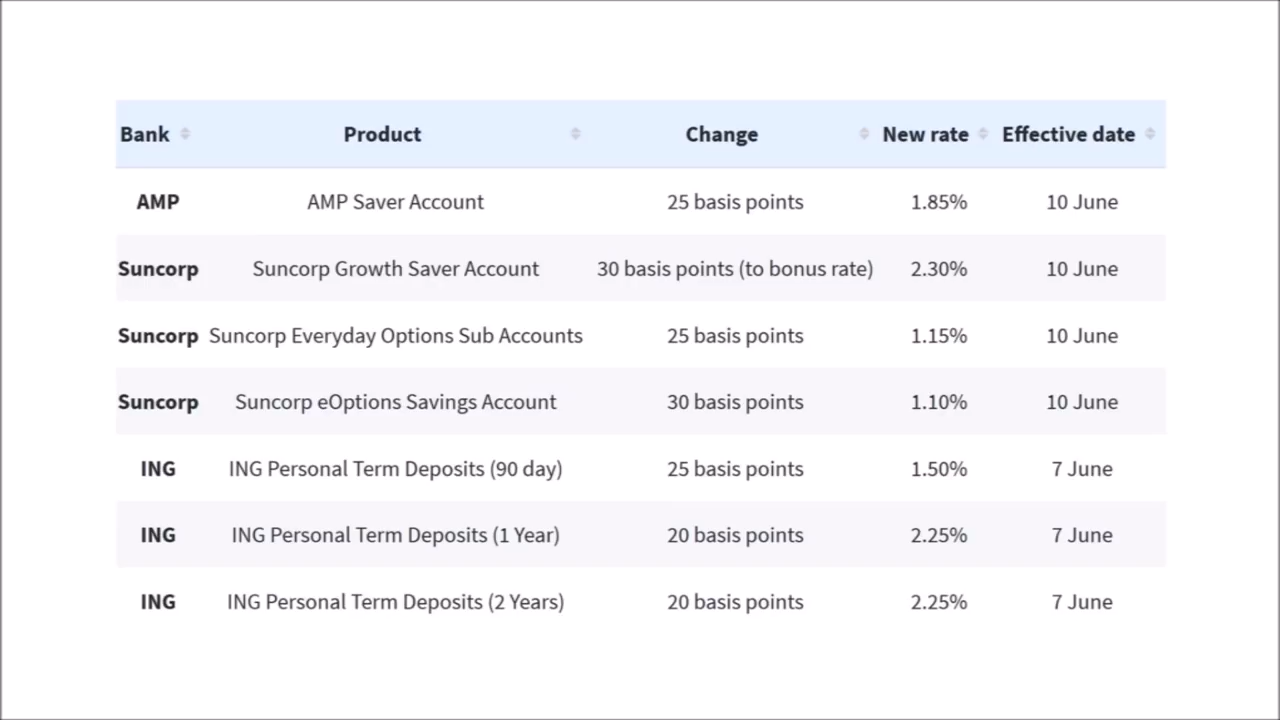 Bank Product Change New rate Effective date
AMP AMP Saver Account 25 basis points 1.85% 10 June
Suncorp Suncorp Growth Saver Account 30 basis points (to bonus rate) 2.30% 10 June
Suncorp Suncorp Everyday Options Sub Accounts 25 basis points 1.15% 10 June
Suncorp Suncorp eOptions Savings Account 30 basis points 1.10% 10 June
ING ING Personal Term Deposits (90 day) 25 basis points 1.50% 7 June
ING ING Personal Term Deposits (1 Year) 20 basis points 2.25% 7 June
ING ING Personal Term Deposits (2 Years) 20 basis points 2.25% 7 June